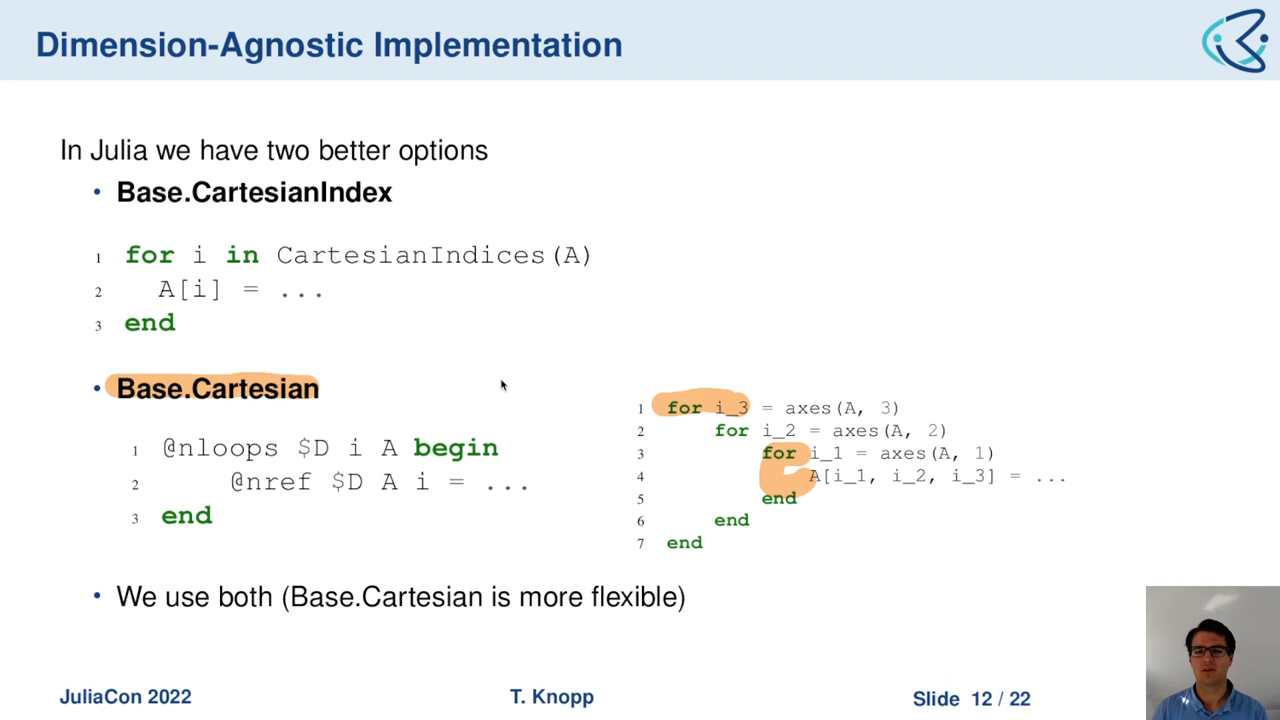 Dimension-Agnostic Implementation
In Julia we have two better options
• Base.CartesianIndex
1 for i in CartesianIndices(A)
2 A[i] = ...
3 end
• Base.Cartesian
1 @nloops $D i A begin
2 @nref $D A i = ...
3 end
1 for i_3 = axes(A, 3)
2 for i_2 = axes(A, 2)
3 for i_1 = axes(A, 1)
4 A[i_1, i_2, i_3] = ...
5 end
6 end
7 end
• We use both (Base.Cartesian is more flexible)
JuliaCon 2022 T. Knopp Slide 12 / 22